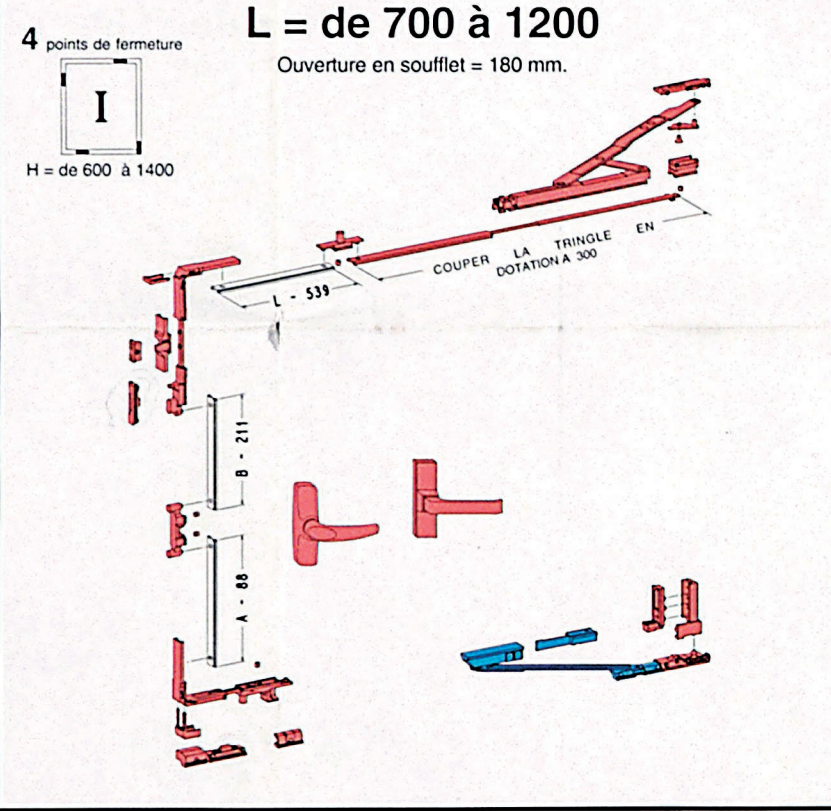 L = de 700 à 1200
4 points de fermeture
Ouverture en soufflet = 180 mm.
I
H = de 600 à 1400
COUPER LA TRINGLE EN
DOTATION A 300
L - 539
B - 211
A - 88